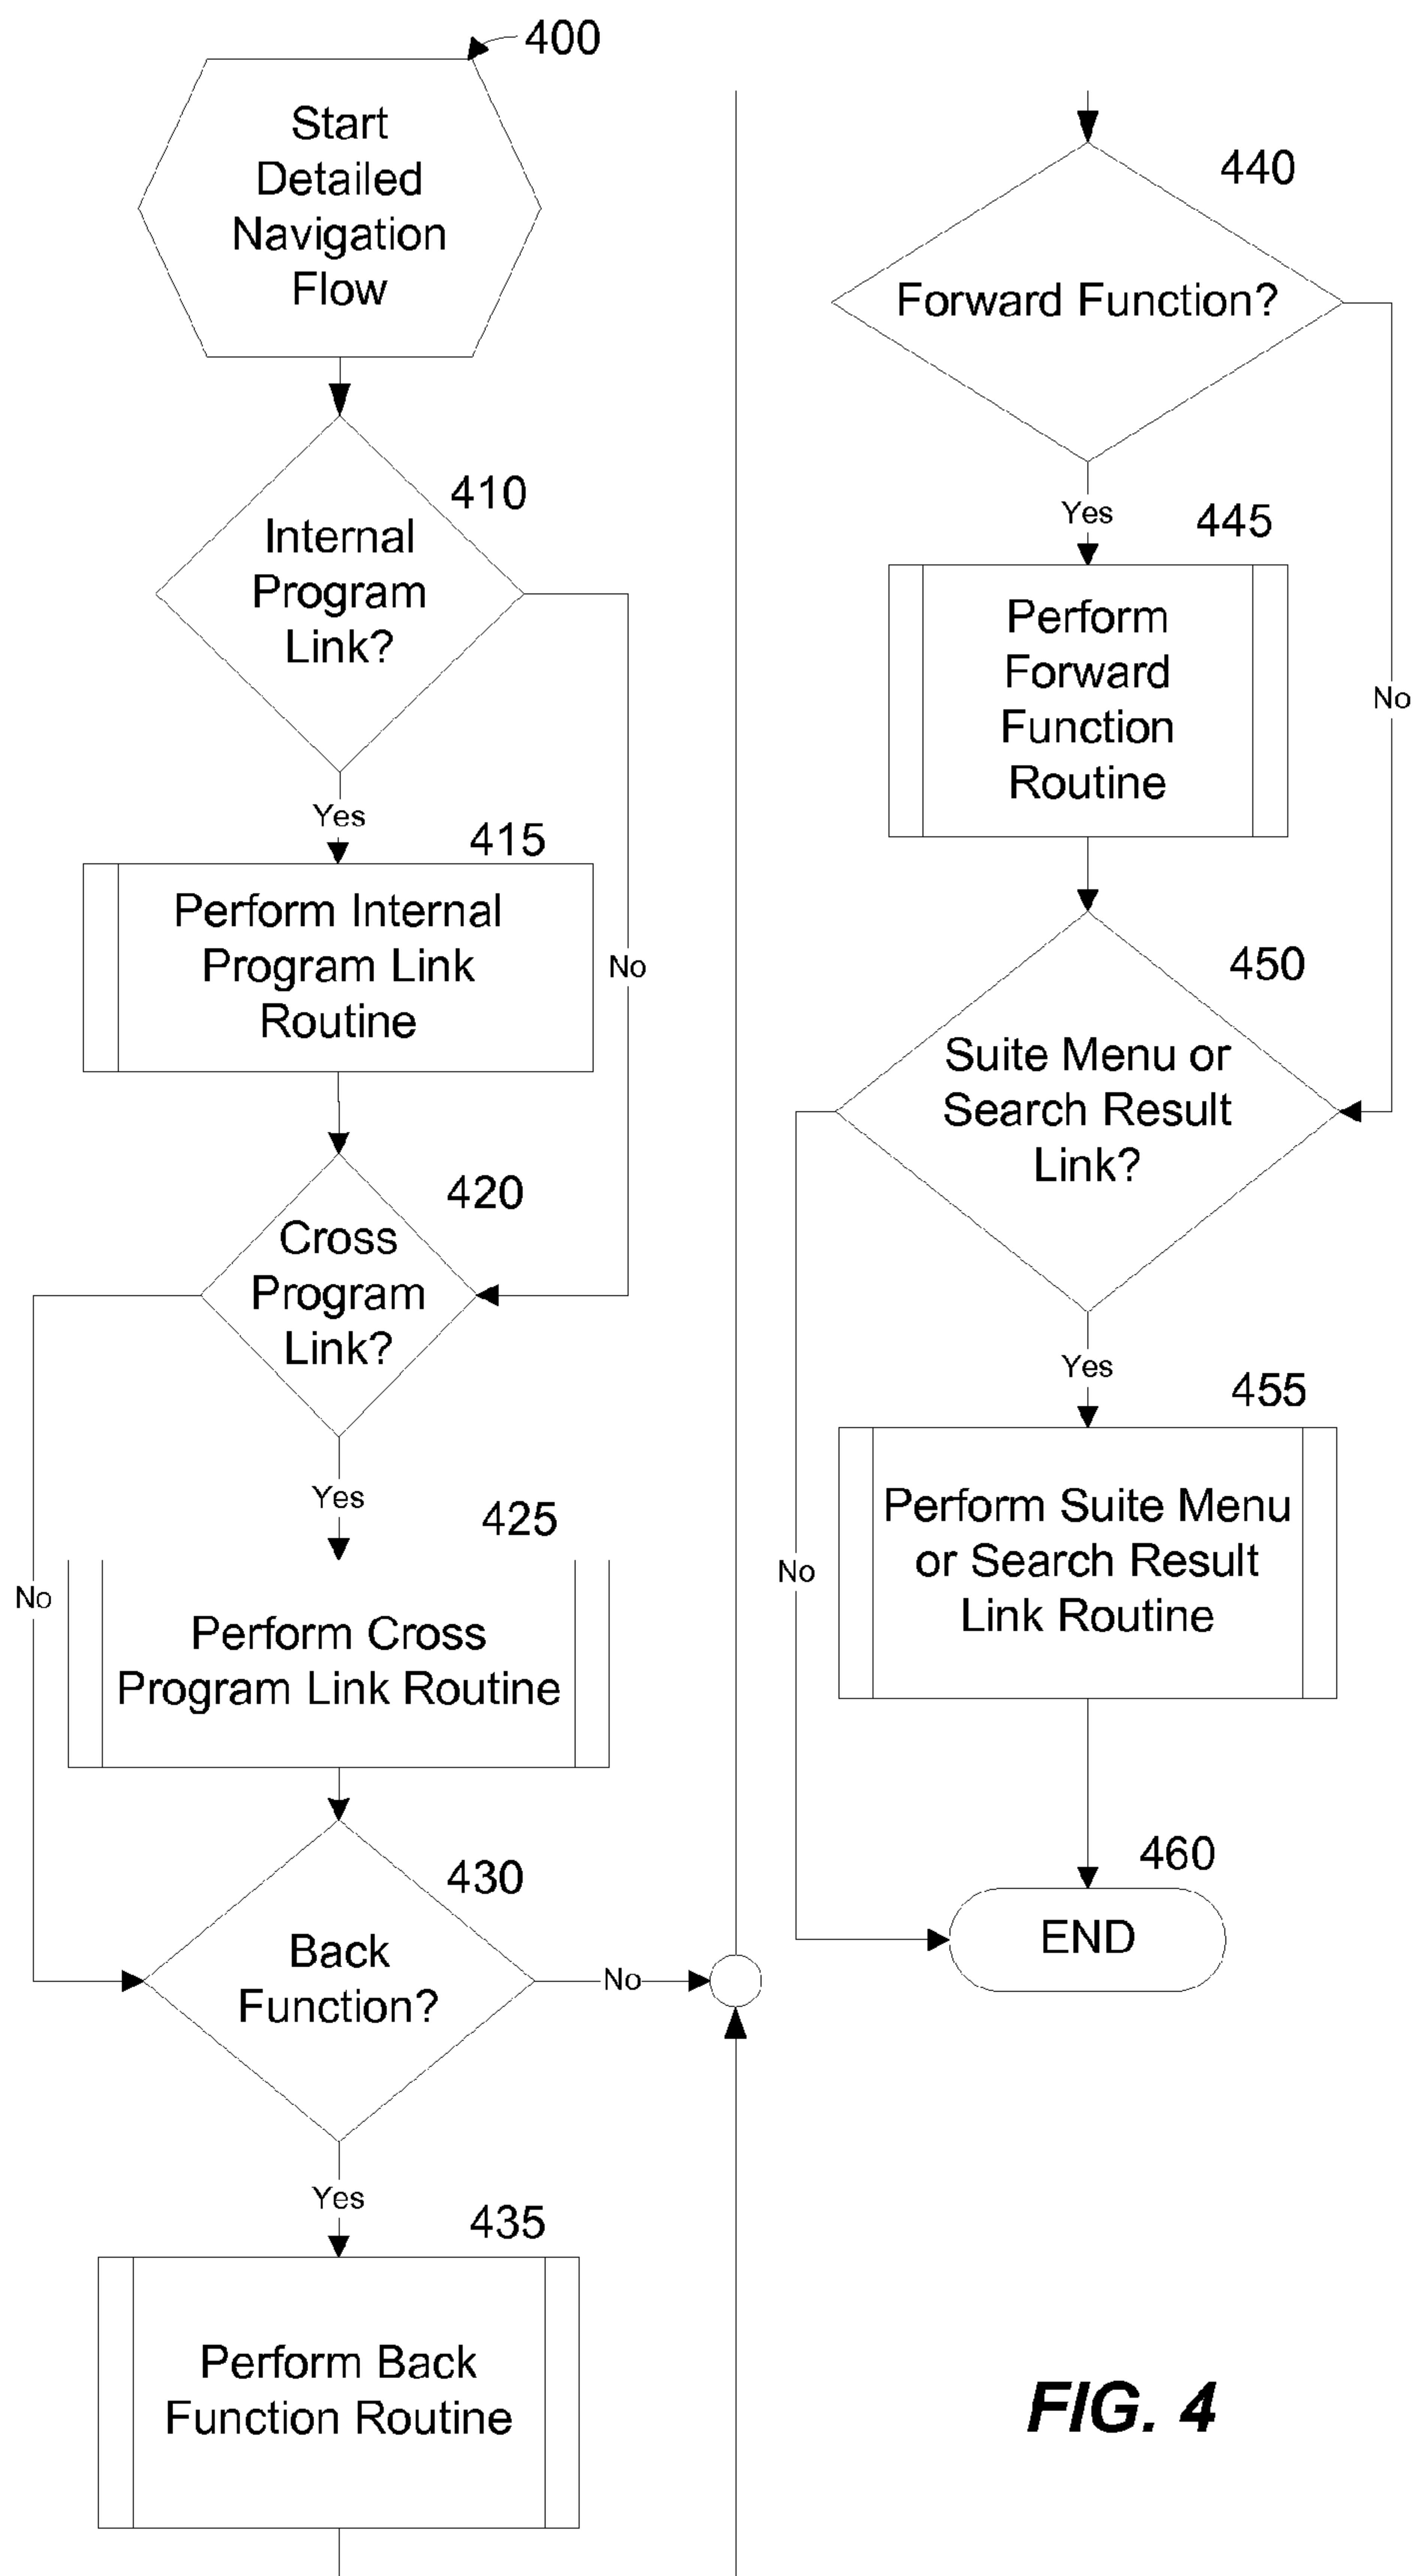 400
Start
Detailed
Navigation
Flow
410
Internal
Program
Link?
Yes
No
415
Perform Internal
Program Link
Routine
420
Cross
Program
Link?
Yes
No
425
Perform Cross
Program Link Routine
430
Back
Function?
No
Yes
435
Perform Back
Function Routine
440
Forward Function?
Yes
No
445
Perform
Forward
Function
Routine
450
Suite Menu or
Search Result
Link?
Yes
No
455
Perform Suite Menu
or Search Result
Link Routine
460
END
FIG. 4